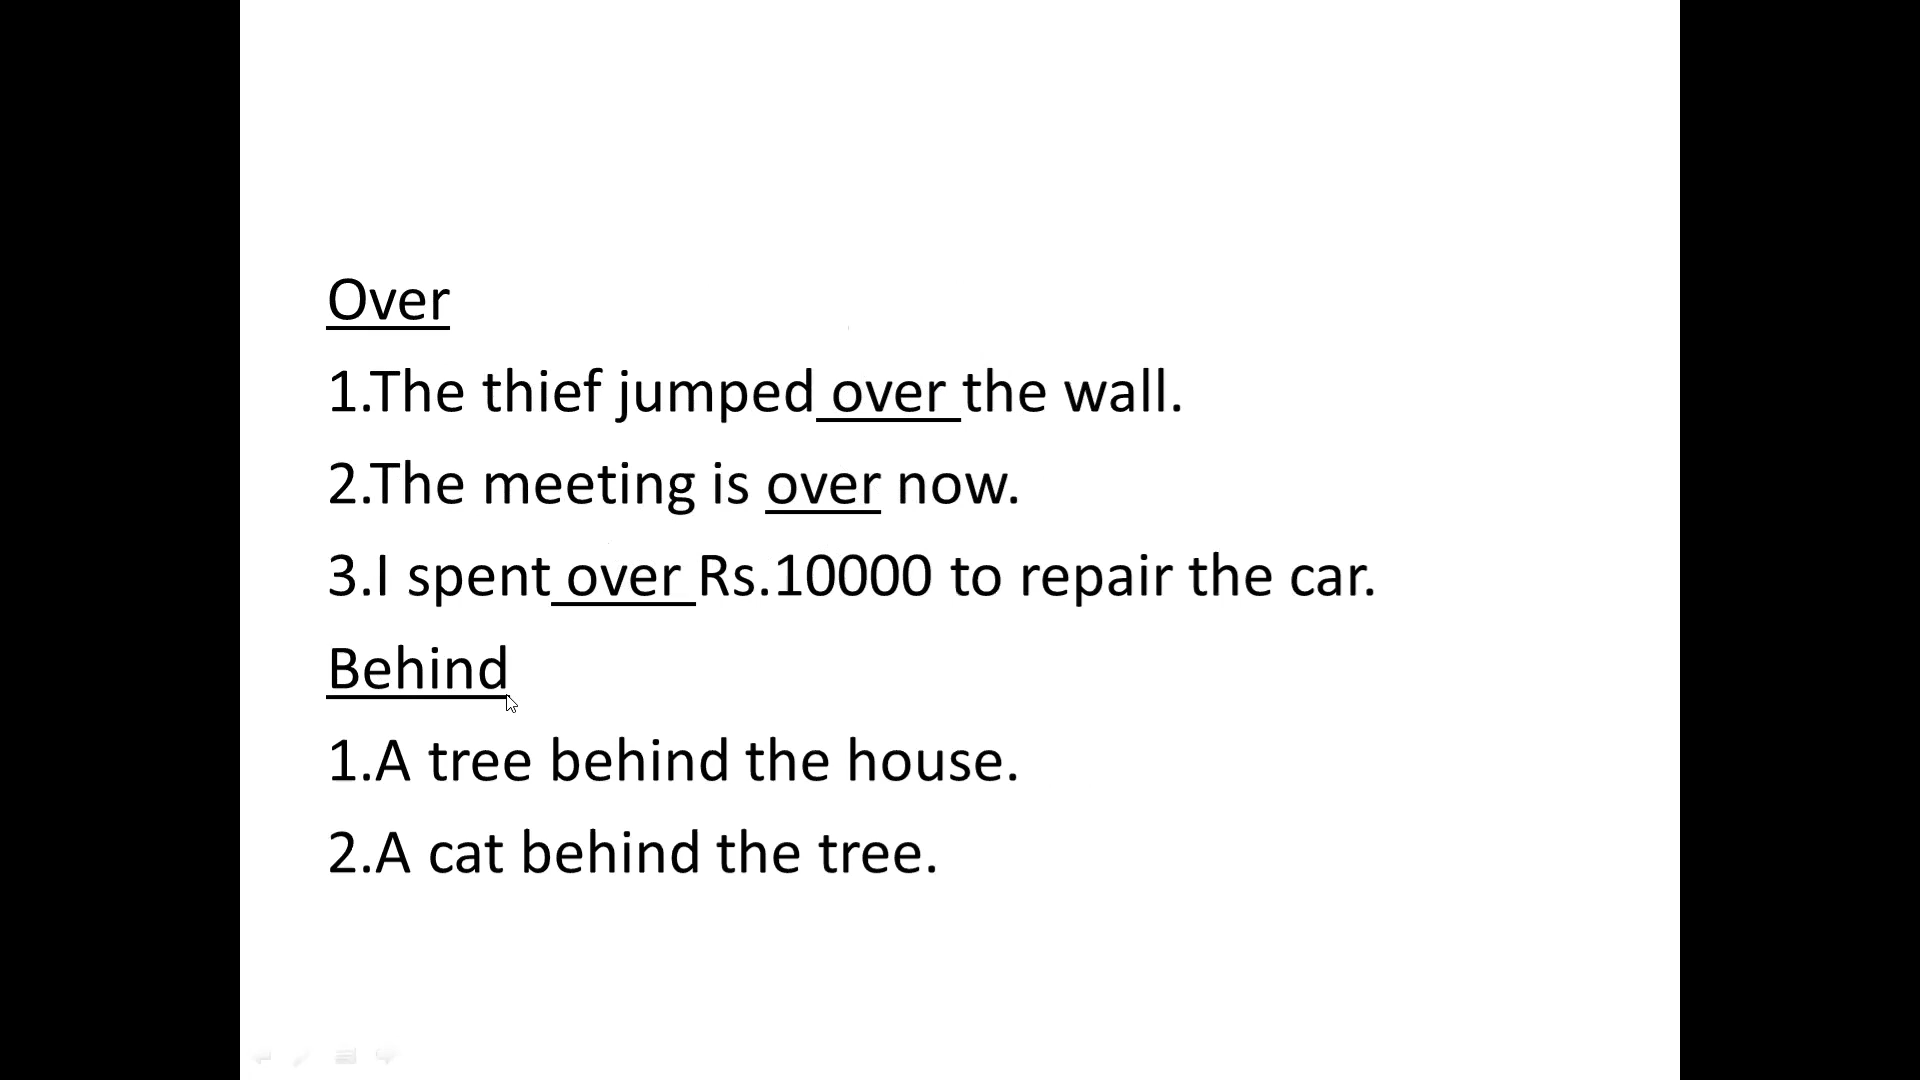 Over
1.The thief jumped over the wall.
2.The meeting is over now.
3.I spent over Rs.10000 to repair the car.
Behind
1.A tree behind the house.
2.A cat behind the tree.